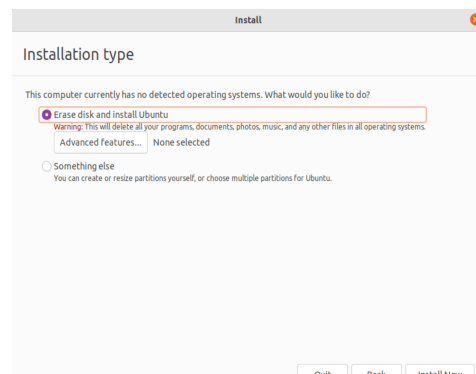 Install
Installation type
This computer currently has no detected operating systems. What would you like to do?
Erase disk and install Ubuntu
Warning: This will delete all your programs, documents, photos, music, and any other files in all operating systems.
Advanced features... None selected
Something else
You can create or resize partitions yourself, or choose multiple partitions for Ubuntu.
Quit Back Install Now